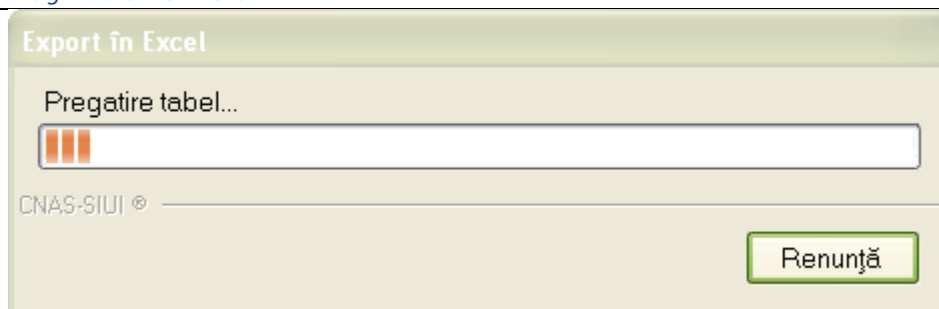 Export în Excel
Pregatire tabel...
CNAS-SIUI ®
Renunţă